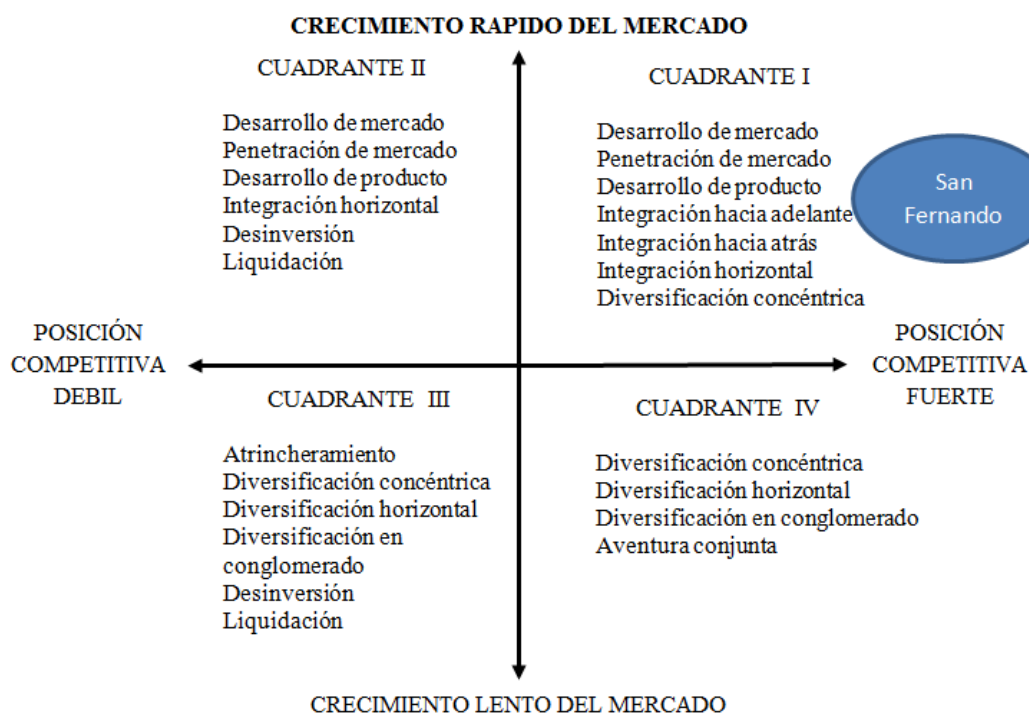 CRECIMIENTO RAPIDO DEL MERCADO
CUADRANTE II
Desarrollo de mercado
Penetración de mercado
Desarrollo de producto
Integración horizontal
Desinversión
Liquidación
CUADRANTE I
Desarrollo de mercado
Penetración de mercado
Desarrollo de producto
Integración hacia adelante
Integración hacia atrás
Integración horizontal
Diversificación concéntrica
San
Fernando
POSICIÓN
COMPETITIVA
DEBIL
POSICIÓN
COMPETITIVA
FUERTE
CUADRANTE III
Atrincheramiento
Diversificación concéntrica
Diversificación horizontal
Diversificación en
conglomerado
Desinversión
Liquidación
CUADRANTE IV
Diversificación concéntrica
Diversificación horizontal
Diversificación en conglomerado
Aventura conjunta
CRECIMIENTO LENTO DEL MERCADO